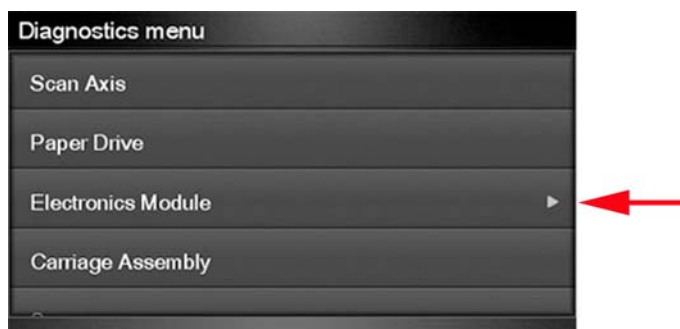 Diagnostics menu
Scan Axis
Paper Drive
Electronics Module
Carriage Assembly